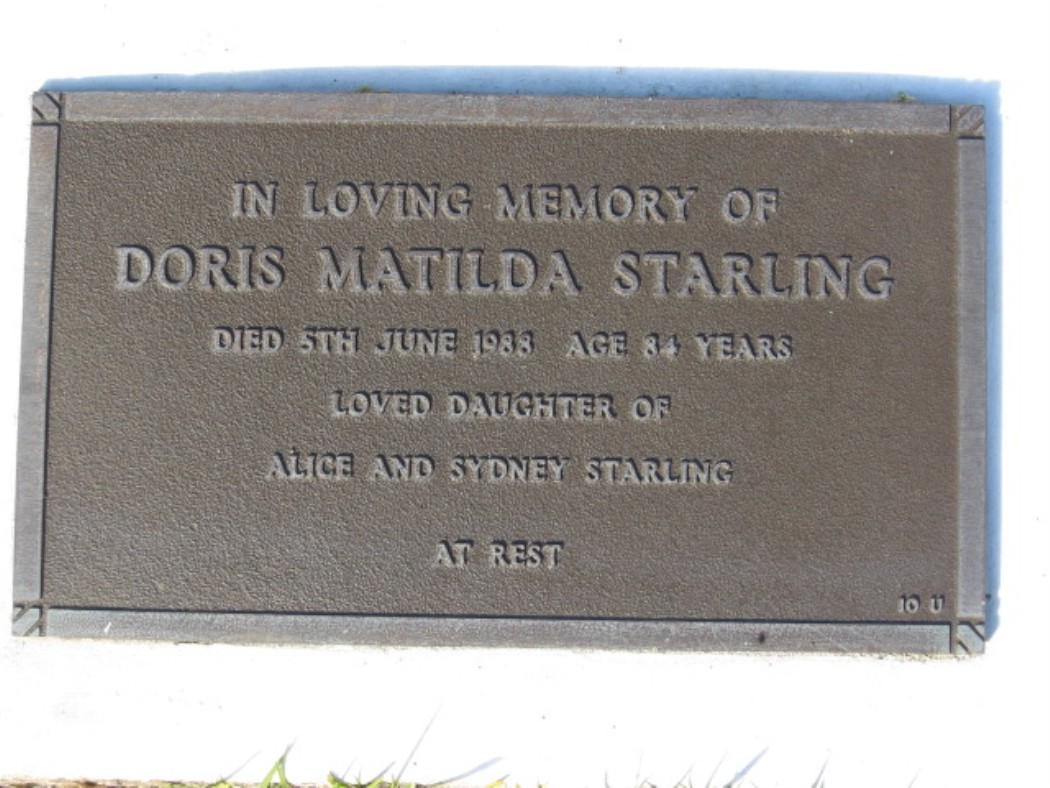 IN LOVING MEMORY OF
DORIS MATILDA STARLING
DIED 5TH JUNE 1988 AGE 84 YEARS
LOVED DAUGHTER OF
ALICE AND SYDNEY STARLING
AT REST
10 U